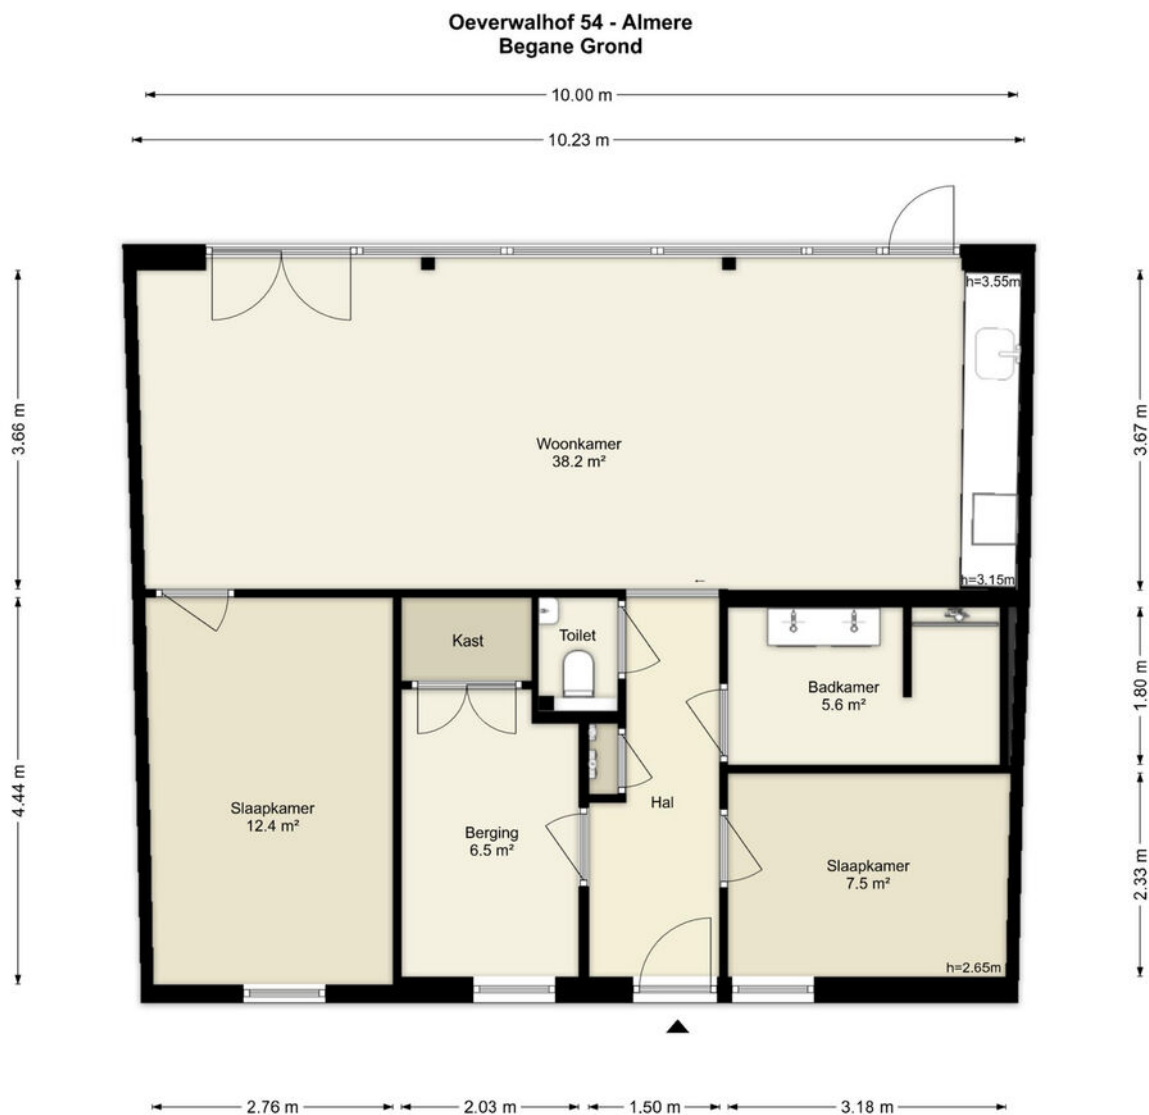 Oeverwalhof 54 - Almere
Begane Grond
10.00 m
10.23 m
h=3.55m
3.66 m
3.67 m
Woonkamer
38.2 m²
h=3.15m
←
Kast
Toilet
Badkamer
5.6 m²
1.80 m
4.44 m
Slaapkamer
12.4 m²
Hal
Berging
6.5 m²
Slaapkamer
7.5 m²
2.33 m
h=2.65m
2.76 m
2.03 m
1.50 m
3.18 m